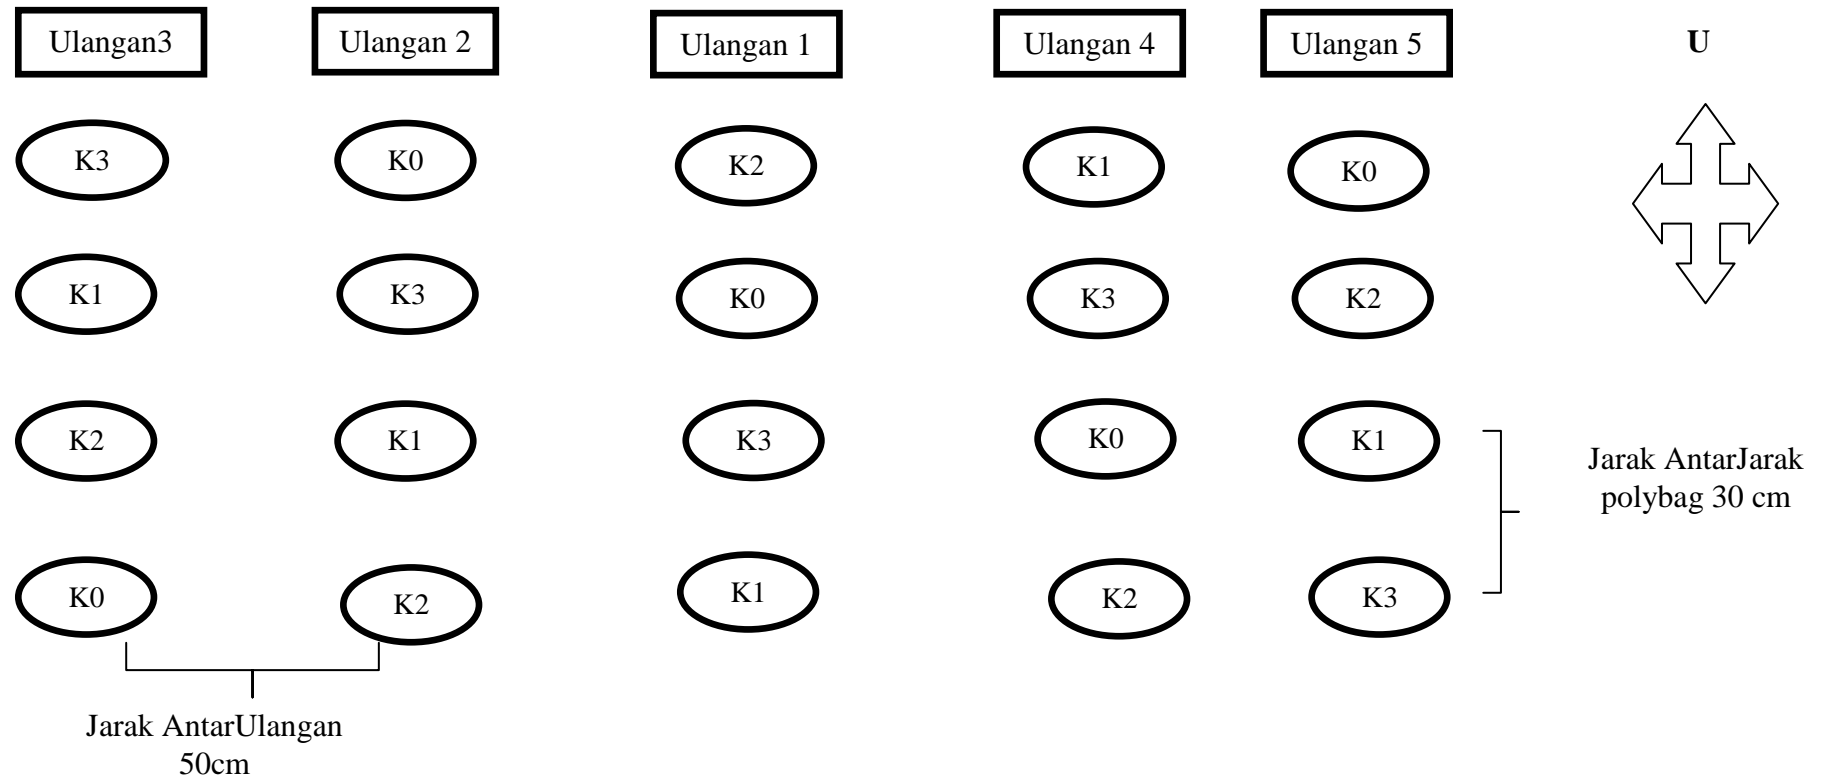 Ulangan3
Ulangan 2
Ulangan 1
Ulangan 4
Ulangan 5
U
K3
K0
K2
K1
K0
K1
K3
K0
K3
K2
K2
K1
K3
K0
K1
Jarak AntarJarak
polybag 30 cm
K0
K2
K1
K2
K3
Jarak AntarUlangan
50cm